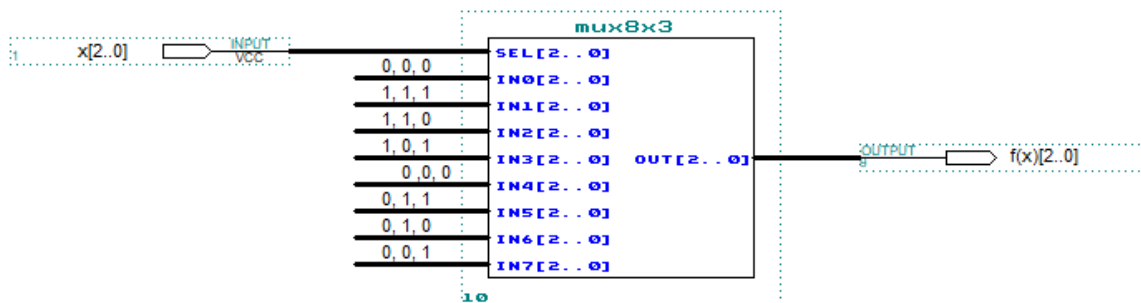 mux8x3
1
x[2..0]
INPUT
VCC
SEL[2..0]
0, 0, 0
IN0[2..0]
1, 1, 1
IN1[2..0]
1, 1, 0
IN2[2..0]
1, 0, 1
IN3[2..0]
OUT[2..0]
OUTPUT
f(x)[2..0]
0 ,0, 0
IN4[2..0]
0, 1, 1
IN5[2..0]
0, 1, 0
IN6[2..0]
0, 0, 1
IN7[2..0]
10